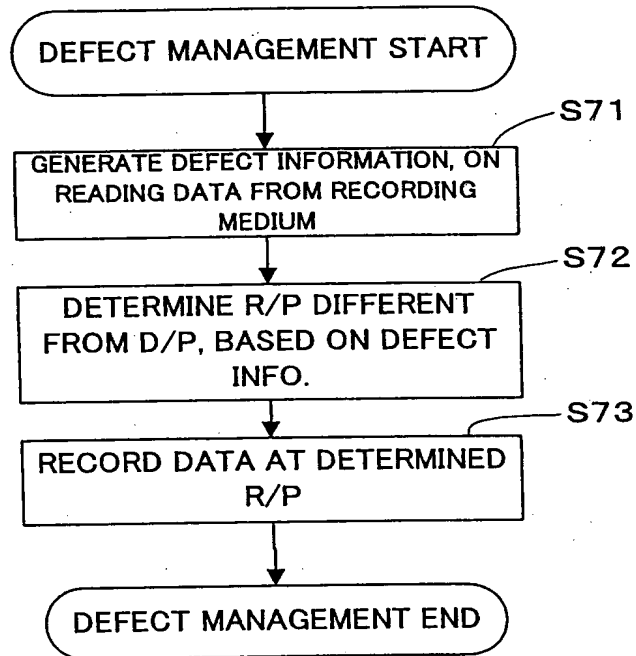 DEFECT MANAGEMENT START
S71
GENERATE DEFECT INFORMATION, ON
READING DATA FROM RECORDING
MEDIUM
S72
DETERMINE R/P DIFFERENT
FROM D/P, BASED ON DEFECT
INFO.
S73
RECORD DATA AT DETERMINED
R/P
DEFECT MANAGEMENT END